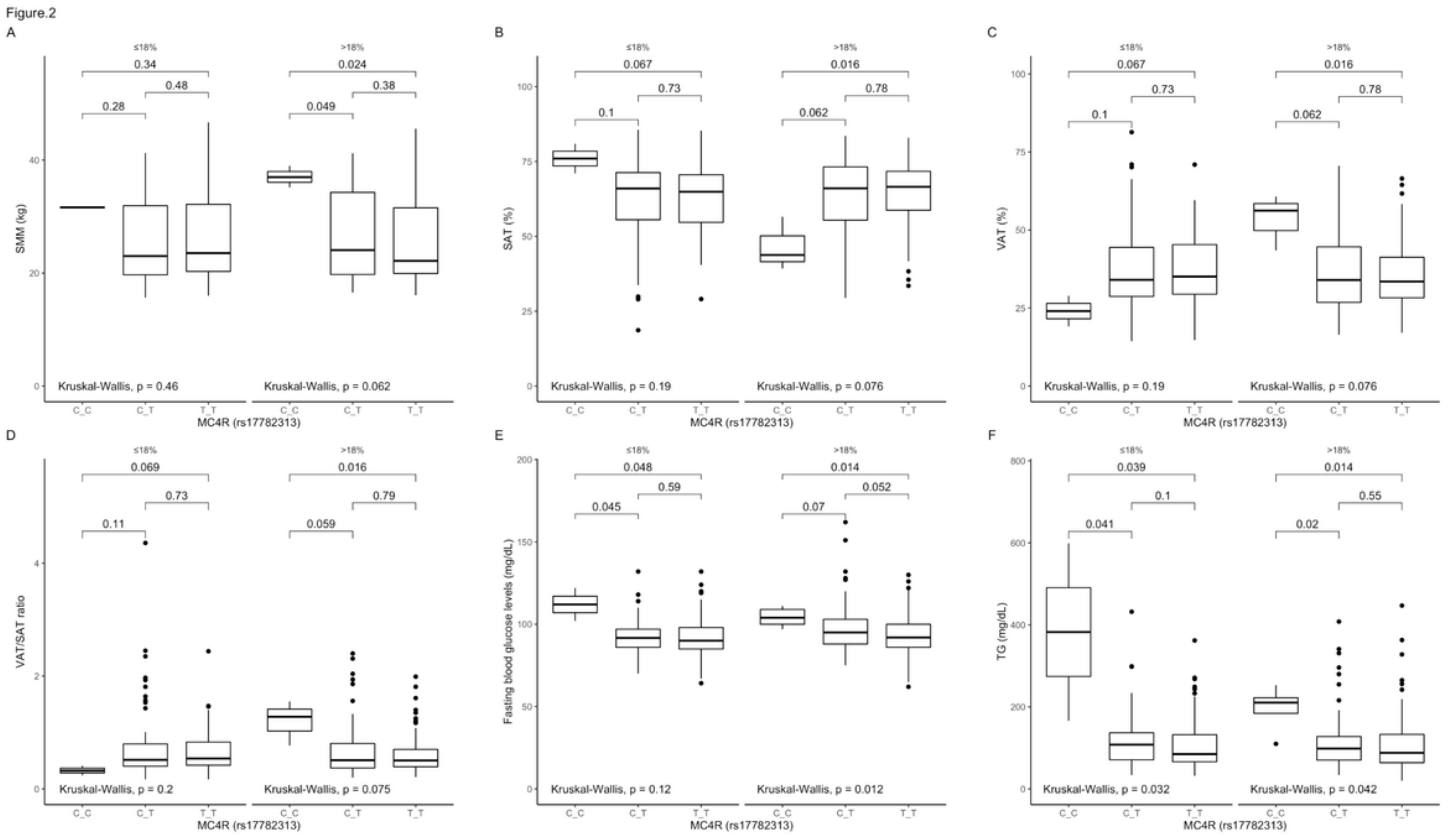 Figure.2
A
≤18%
>18%
0.34
0.024
0.48
0.38
0.28
0.049
SMM (kg)
40
20
0
Kruskal-Wallis, p = 0.46
Kruskal-Wallis, p = 0.062
C_C C_T T_T C_C C_T T_T
MC4R (rs17782313)
B
≤18%
>18%
0.067
0.016
0.73
0.78
0.1
0.062
SAT (%)
100
75
50
25
0
Kruskal-Wallis, p = 0.19
Kruskal-Wallis, p = 0.076
C_C C_T T_T C_C C_T T_T
MC4R (rs17782313)
C
≤18%
>18%
0.067
0.016
0.73
0.78
0.1
0.062
VAT (%)
100
75
50
25
0
Kruskal-Wallis, p = 0.19
Kruskal-Wallis, p = 0.076
C_C C_T T_T C_C C_T T_T
MC4R (rs17782313)
D
≤18%
>18%
0.069
0.016
0.73
0.79
0.11
0.059
VAT/SAT ratio
4
2
0
Kruskal-Wallis, p = 0.2
Kruskal-Wallis, p = 0.075
C_C C_T T_T C_C C_T T_T
MC4R (rs17782313)
E
≤18%
>18%
0.048
0.014
0.59
0.052
0.045
0.07
Fasting blood glucose levels (mg/dL)
200
150
100
50
0
Kruskal-Wallis, p = 0.12
Kruskal-Wallis, p = 0.012
C_C C_T T_T C_C C_T T_T
MC4R (rs17782313)
F
≤18%
>18%
0.039
0.014
0.1
0.55
0.041
0.02
TG (mg/dL)
800
600
400
200
0
Kruskal-Wallis, p = 0.032
Kruskal-Wallis, p = 0.042
C_C C_T T_T C_C C_T T_T
MC4R (rs17782313)